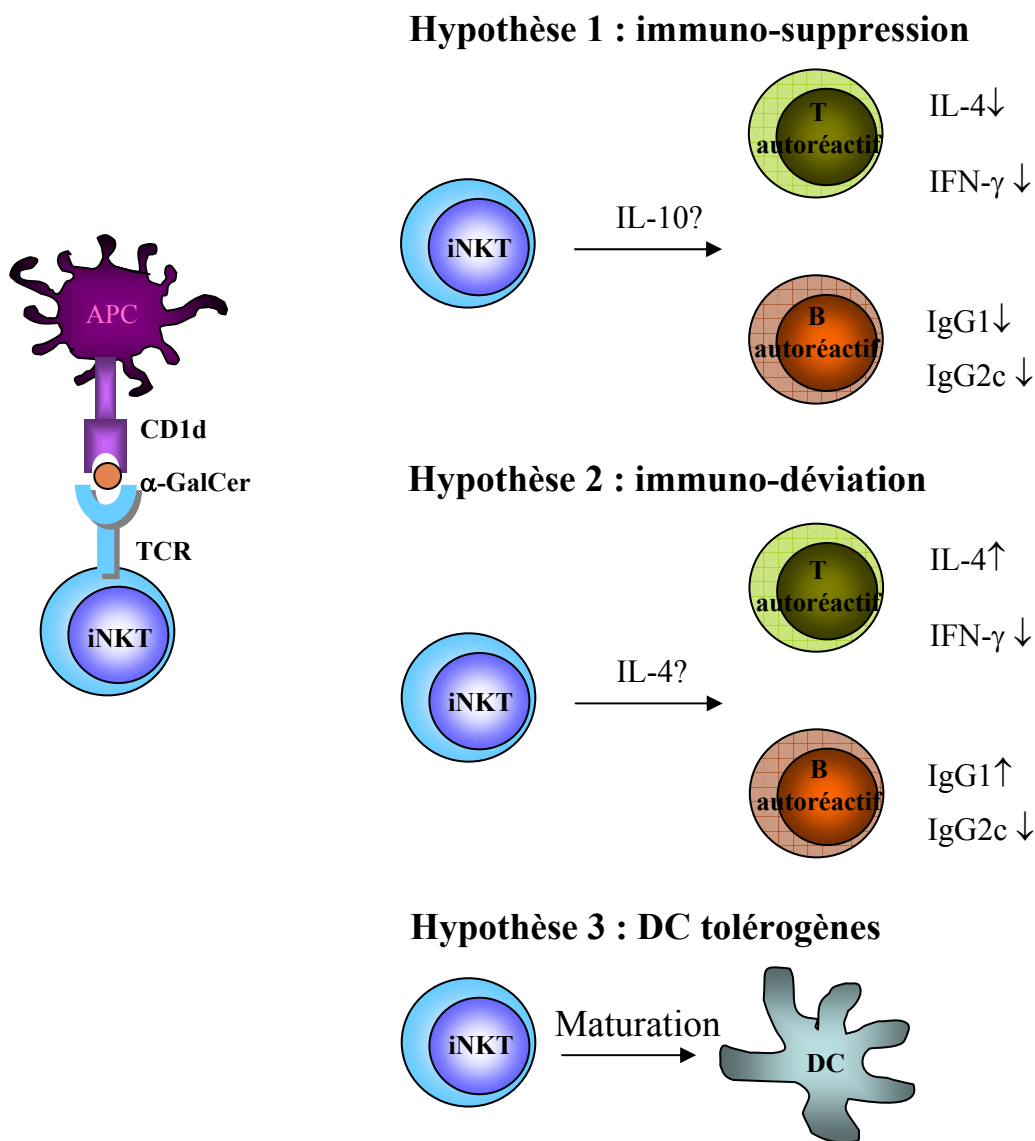 Hypothèse 1 : immuno-suppression
T
autoréactif
IL-4↓
IFN-γ ↓
iNKT
IL-10?
B
autoréactif
IgG1↓
IgG2c ↓
APC
CD1d
α-GalCer
TCR
iNKT
Hypothèse 2 : immuno-déviation
T
autoréactif
IL-4↑
IFN-γ ↓
iNKT
IL-4?
B
autoréactif
IgG1↑
IgG2c ↓
Hypothèse 3 : DC tolérogènes
iNKT
Maturation
DC